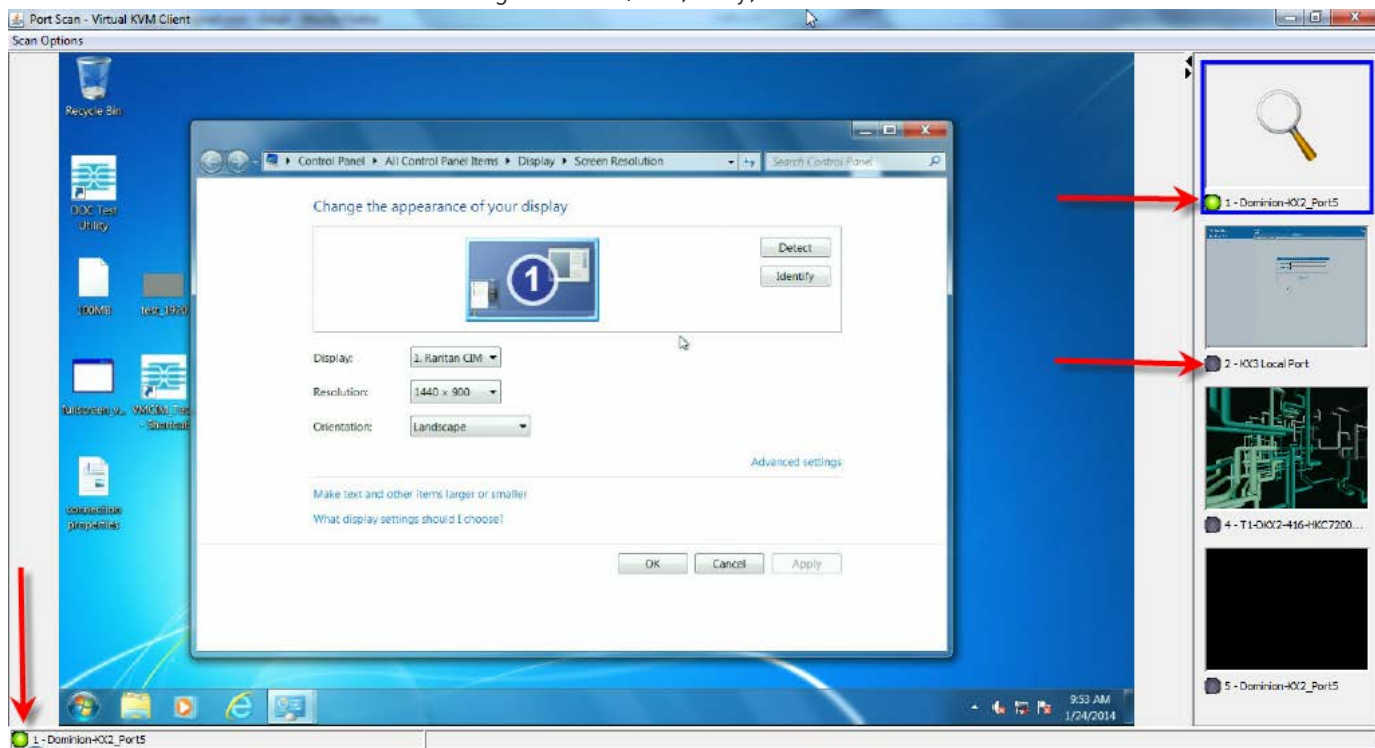 Port Scan - Virtual KVM Client
Scan Options
Recycle Bin
Control Panel
All Control Panel Items
Display
Screen Resolution
Search Control Panel
Change the appearance of your display
Detect
1
Identify
DOC Test
Utility
100MB
Display:
1. Raritan CIM
Resolution:
1440 × 900
Orientation:
Landscape
- Shortcut
Advanced settings
Make text and other items larger or smaller
What display settings should I choose?
connection
properties
OK
Cancel
Apply
9:53 AM
1/24/2014
1 - Dominion-KX2_Port5
2 - KX3 Local Port
4 - T1-DKX2-416-HKC7200...
5 - Dominion-KX2_Port5
1 - Dominion-KX2_Port5